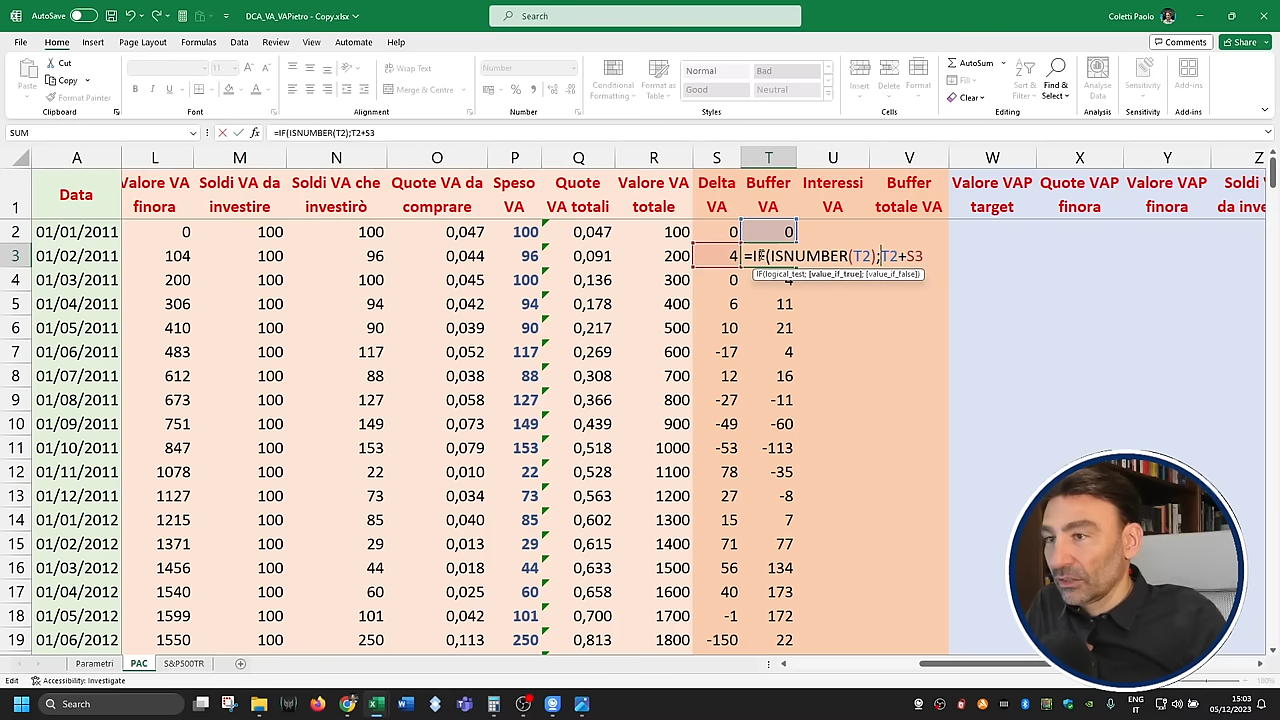 AutoSave
DCA_VA_VAPietro - Copy.xlsx
Search
Coletti Paolo
File Home Insert Page Layout Formulas Data Review View Automate Help
Comments Share
Cut
Copy
Format Painter
Paste
Clipboard
11
Font
Wrap Text
Merge & Centre
Alignment
Number
Number
Conditional Formatting
Format as Table
Normal Bad
Good Neutral
Styles
Insert Delete Format
Cells
AutoSum
Fill
Clear
Sort & Filter
Find & Select
Editing
Analyse Data
Analysis
Sensitivity
Sensitivity
Add-ins
Add-ins
SUM =IF(ISNUMBER(T2);T2+S3
A L M N O P Q R S T U V W X Y Z
1 Data Valore VA finora Soldi VA da investire Soldi VA che investirò Quote VA da comprare Speso VA Quote VA totali Valore VA totale Delta VA Buffer VA Interessi VA Buffer totale VA Valore VAP target Quote VAP finora Valore VAP finora Soldi da inve
2 01/01/2011 0 100 100 0,047 100 0,047 100 0 0
3 01/02/2011 104 100 96 0,044 96 0,091 200 4 =IF(ISNUMBER(T2);T2+S3
IF(logical_test; [value_if_true]; [value_if_false])
4 01/03/2011 200 100 100 0,045 100 0,136 300 0 4
5 01/04/2011 306 100 94 0,042 94 0,178 400 6 11
6 01/05/2011 410 100 90 0,039 90 0,217 500 10 21
7 01/06/2011 483 100 117 0,052 117 0,269 600 -17 4
8 01/07/2011 612 100 88 0,038 88 0,308 700 12 16
9 01/08/2011 673 100 127 0,058 127 0,366 800 -27 -11
10 01/09/2011 751 100 149 0,073 149 0,439 900 -49 -60
11 01/10/2011 847 100 153 0,079 153 0,518 1000 -53 -113
12 01/11/2011 1078 100 22 0,010 22 0,528 1100 78 -35
13 01/12/2011 1127 100 73 0,034 73 0,563 1200 27 -8
14 01/01/2012 1215 100 85 0,040 85 0,602 1300 15 7
15 01/02/2012 1371 100 29 0,013 29 0,615 1400 71 77
16 01/03/2012 1456 100 44 0,018 44 0,633 1500 56 134
17 01/04/2012 1540 100 60 0,025 60 0,658 1600 40 173
18 01/05/2012 1599 100 101 0,042 101 0,700 1700 -1 172
19 01/06/2012 1550 100 250 0,113 250 0,813 1800 -150 22
Parametri PAC S&P500TR
Edit Accessibility: Investigate 180%
Search
ENG
IT
15:03
05/12/2023